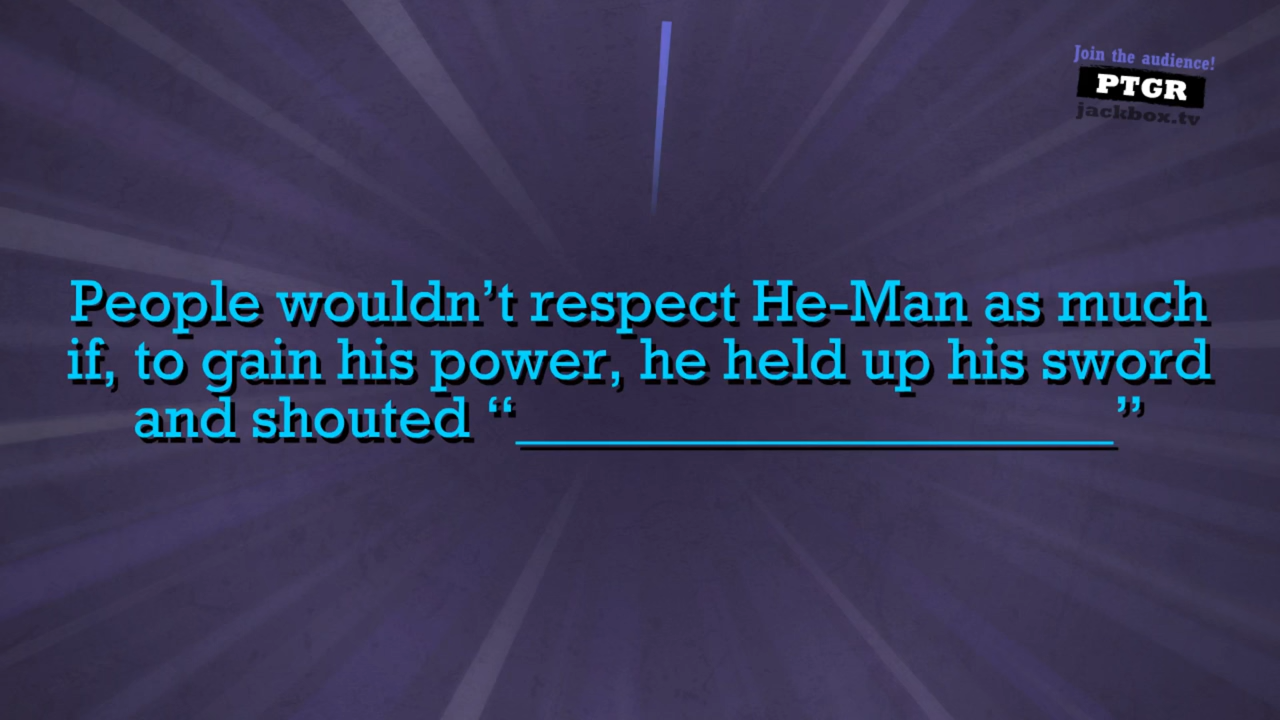 Join the audience!
PTGR
jackbox.tv
People wouldn’t respect He-Man as much
if, to gain his power, he held up his sword
and shouted “____________________”